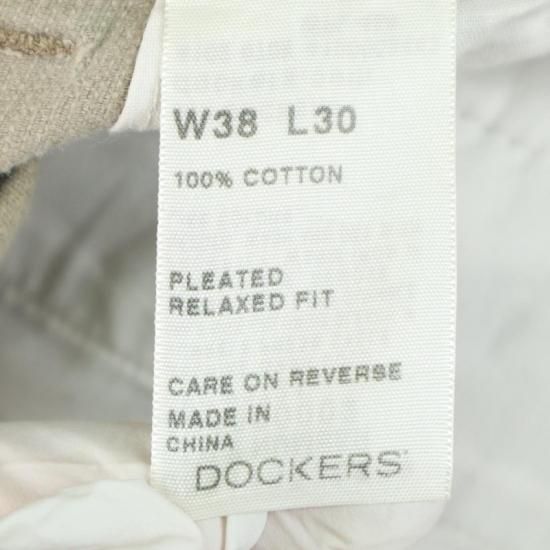 W38 L30
100% COTTON
PLEATED
RELAXED FIT
CARE ON REVERSE
MADE IN
CHINA
DOCKERS